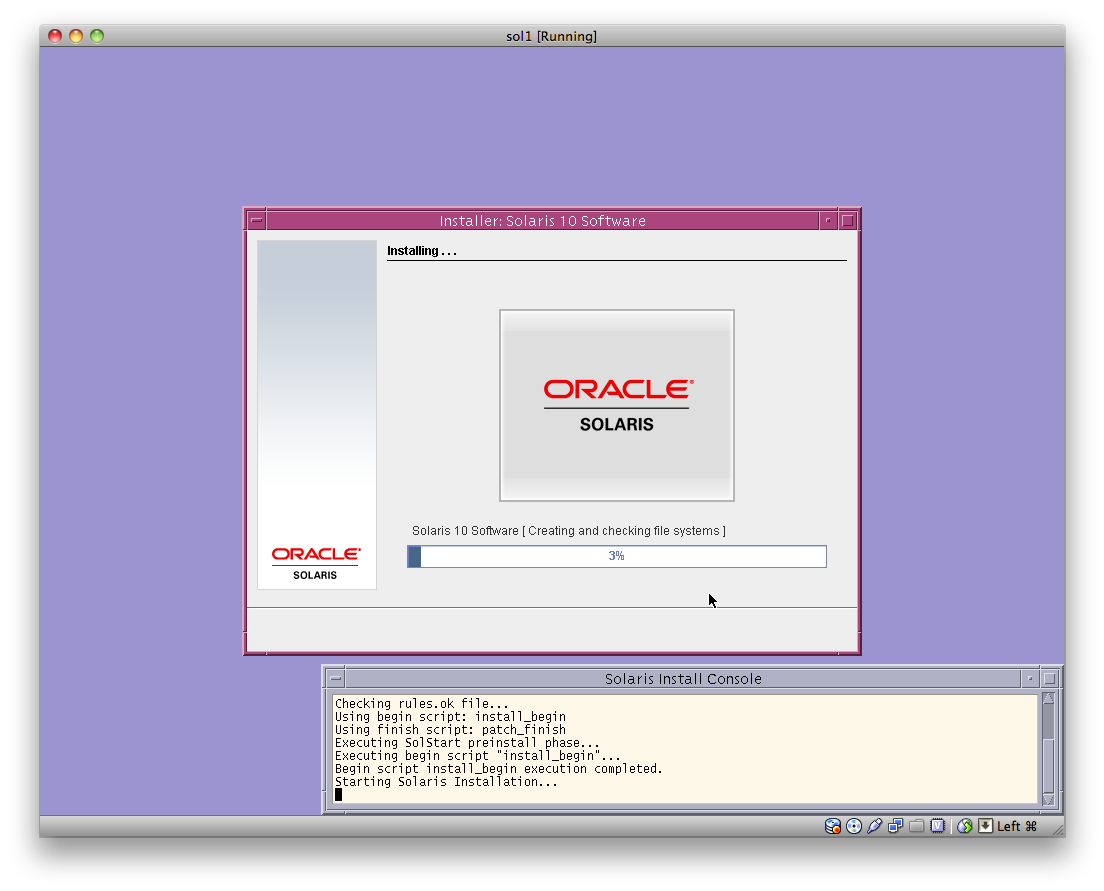 sol1 [Running]
Installer: Solaris 10 Software
Installing . . .
ORACLE®
SOLARIS
Solaris 10 Software [ Creating and checking file systems ]
3%
ORACLE®
SOLARIS
Solaris Install Console
Checking rules.ok file...
Using begin script: install_begin
Using finish script: patch_finish
Executing SolStart preinstall phase...
Executing begin script "install_begin"...
Begin script install_begin execution completed.
Starting Solaris Installation...
Left ⌘